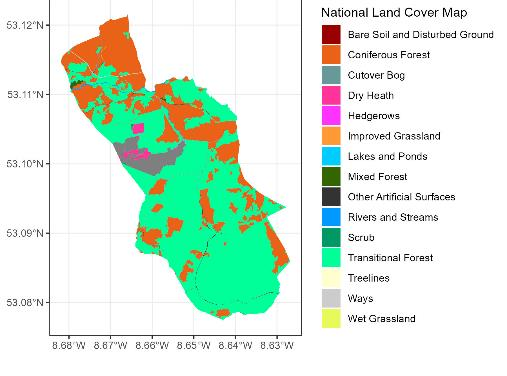 National Land Cover Map
53.12°N
53.11°N
53.10°N
53.09°N
53.08°N
8.68°W 8.67°W 8.66°W 8.65°W 8.64°W 8.63°W
Bare Soil and Disturbed Ground
Coniferous Forest
Cutover Bog
Dry Heath
Hedgerows
Improved Grassland
Lakes and Ponds
Mixed Forest
Other Artificial Surfaces
Rivers and Streams
Scrub
Transitional Forest
Treelines
Ways
Wet Grassland